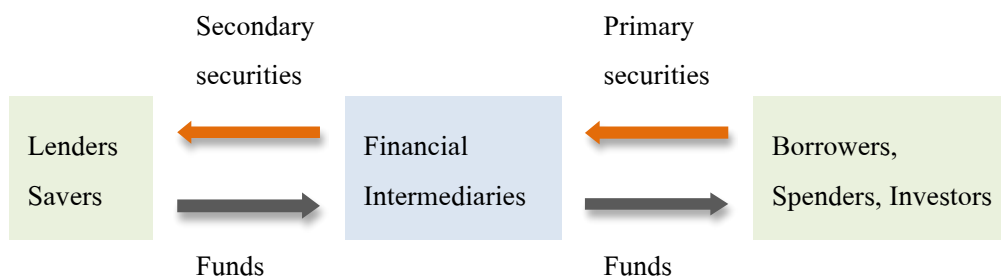 Secondary
securities
Primary
securities
Lenders
Savers
Financial
Intermediaries
Borrowers,
Spenders, Investors
Funds
Funds